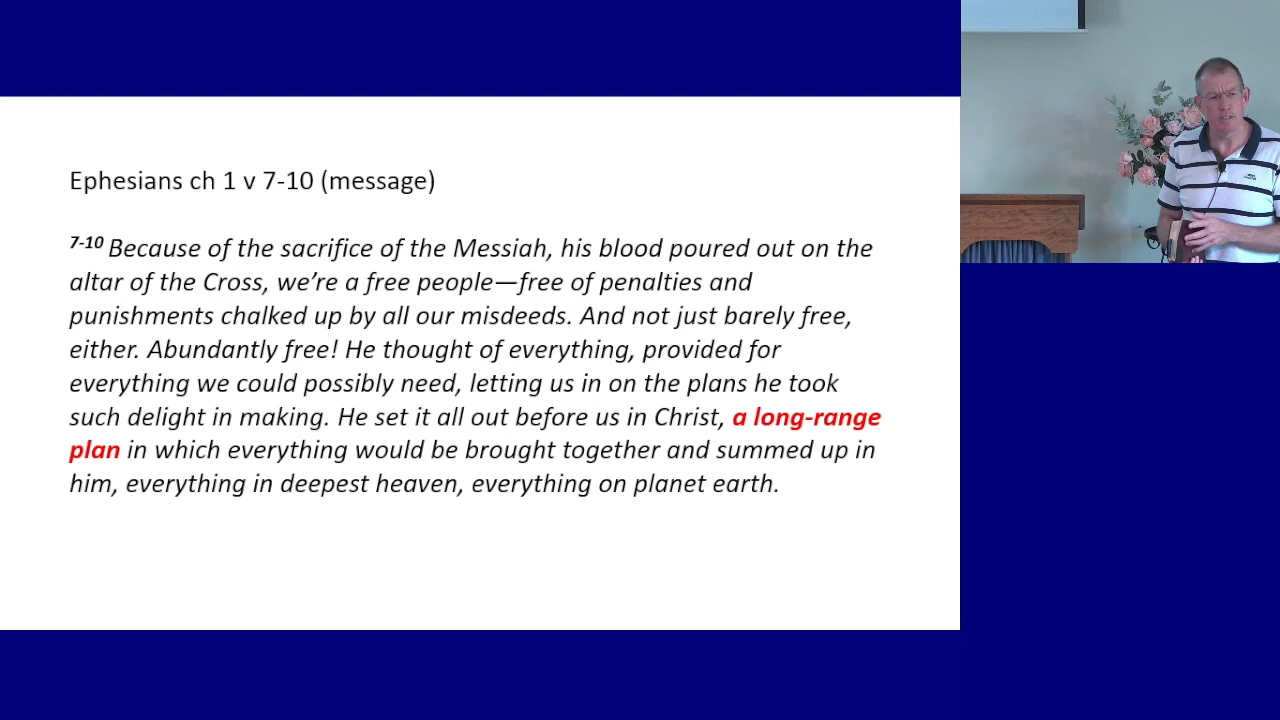 Ephesians ch 1 v 7-10 (message)
7-10 Because of the sacrifice of the Messiah, his blood poured out on the
altar of the Cross, we’re a free people—free of penalties and
punishments chalked up by all our misdeeds. And not just barely free,
either. Abundantly free! He thought of everything, provided for
everything we could possibly need, letting us in on the plans he took
such delight in making. He set it all out before us in Christ, a long-range
plan in which everything would be brought together and summed up in
him, everything in deepest heaven, everything on planet earth.